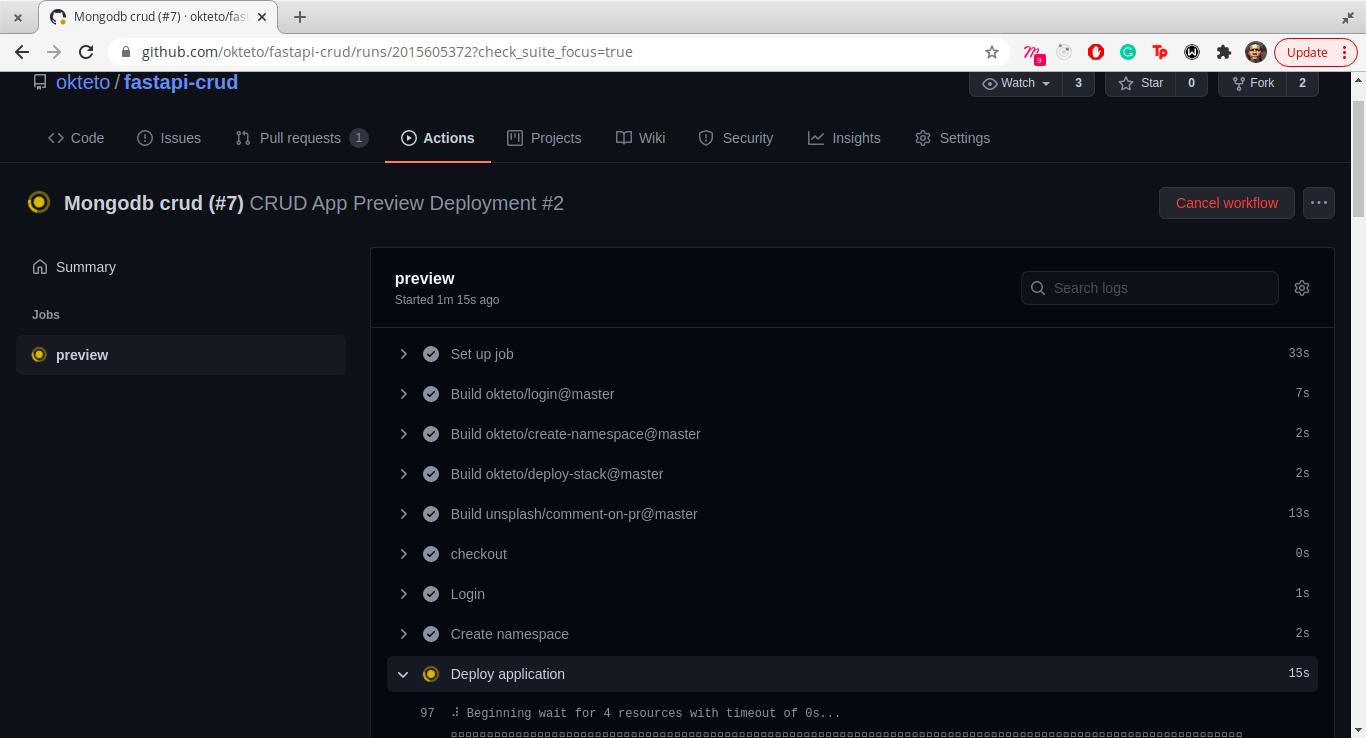 Mongodb crud (#7) · okteto/fas
github.com/okteto/fastapi-crud/runs/2015605372?check_suite_focus=true
9
Update
okteto / fastapi-crud
Watch 3
Star 0
Fork 2
Code
Issues
Pull requests 1
Actions
Projects
Wiki
Security
Insights
Settings
Mongodb crud (#7) CRUD App Preview Deployment #2
Cancel workflow
Summary
Jobs
preview
preview
Started 1m 15s ago
Search logs
Set up job 33s
Build okteto/login@master 7s
Build okteto/create-namespace@master 2s
Build okteto/deploy-stack@master 2s
Build unsplash/comment-on-pr@master 13s
checkout 0s
Login 1s
Create namespace 2s
Deploy application 15s
97 ⠼ Beginning wait for 4 resources with timeout of 0s...